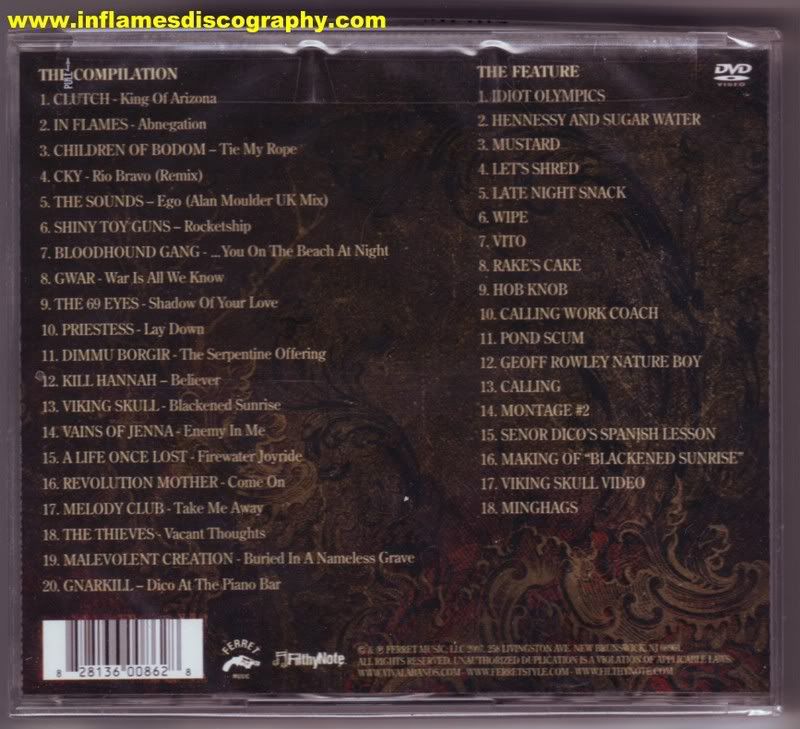 www.inflamesdiscography.com
PULL
THE COMPILATION
1. CLUTCH - King Of Arizona
2. IN FLAMES - Abnegation
3. CHILDREN OF BODOM – Tie My Rope
4. CKY - Rio Bravo (Remix)
5. THE SOUNDS – Ego (Alan Moulder UK Mix)
6. SHINY TOY GUNS – Rocketship
7. BLOODHOUND GANG - ...You On The Beach At Night
8. GWAR - War Is All We Know
9. THE 69 EYES - Shadow Of Your Love
10. PRIESTESS - Lay Down
11. DIMMU BORGIR - The Serpentine Offering
12. KILL HANNAH – Believer
13. VIKING SKULL - Blackened Sunrise
14. VAINS OF JENNA - Enemy In Me
15. A LIFE ONCE LOST - Firewater Joyride
16. REVOLUTION MOTHER - Come On
17. MELODY CLUB - Take Me Away
18. THE THIEVES - Vacant Thoughts
19. MALEVOLENT CREATION - Buried In A Nameless Grave
20. GNARKILL – Dico At The Piano Bar
THE FEATURE
1. IDIOT OLYMPICS
2. HENNESSY AND SUGAR WATER
3. MUSTARD
4. LET'S SHRED
5. LATE NIGHT SNACK
6. WIPE
7. VITO
8. RAKE'S CAKE
9. HOB KNOB
10. CALLING WORK COACH
11. POND SCUM
12. GEOFF ROWLEY NATURE BOY
13. CALLING
14. MONTAGE #2
15. SENOR DICO'S SPANISH LESSON
16. MAKING OF "BLACKENED SUNRISE"
17. VIKING SKULL VIDEO
18. MINGHAGS
DVD
VIDEO
8 28136 00862 8
FERRET
MUSIC
FilthyNote
© & ℗ FERRET MUSIC, LLC 2007. 258 LIVINGSTON AVE. NEW BRUNSWICK, NJ 08901.
ALL RIGHTS RESERVED. UNAUTHORIZED DUPLICATION IS A VIOLATION OF APPLICABLE LAWS.
WWW.VIVALABANDS.COM - WWW.FERRETSTYLE.COM - WWW.FILTHYNOTE.COM